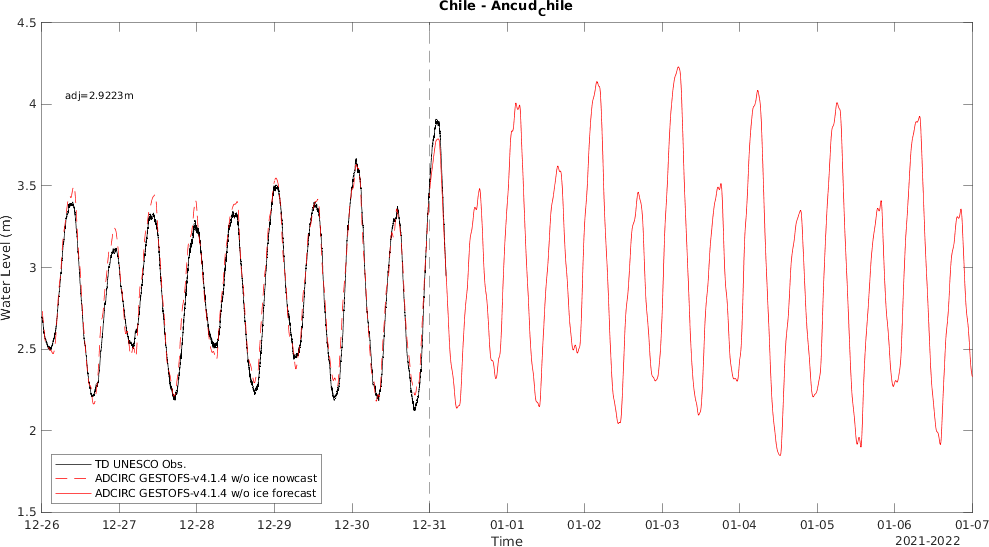 Chile - Ancud_Chile
4.5
adj=2.9223m
4
3.5
3
2.5
2
1.5
Water Level (m)
TD UNESCO Obs.
ADCIRC GESTOFS-v4.1.4 w/o ice nowcast
ADCIRC GESTOFS-v4.1.4 w/o ice forecast
12-26 12-27 12-28 12-29 12-30 12-31 01-01 01-02 01-03 01-04 01-05 01-06 01-07
Time
2021-2022